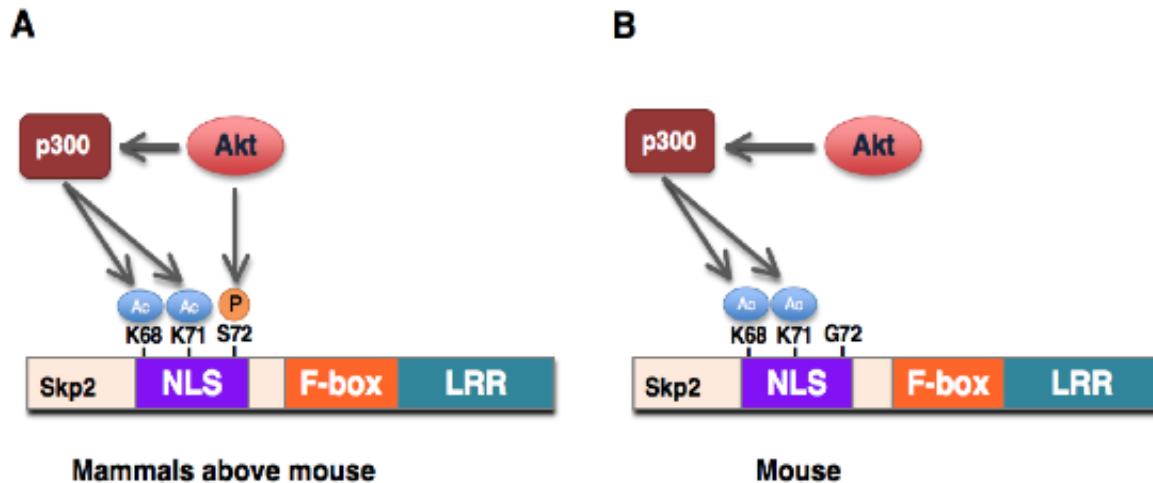 A
p300
Akt
Ac Ac P
K68 K71 S72
Skp2 NLS F-box LRR
Mammals above mouse
B
p300
Akt
Ac Ac
K68 K71 G72
Skp2 NLS F-box LRR
Mouse